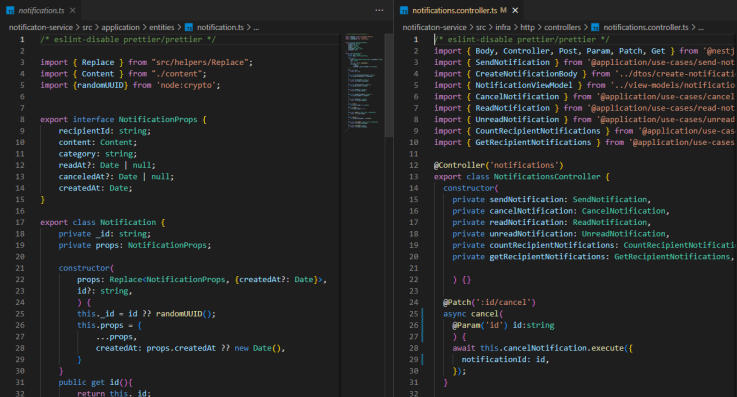 notification.ts
notification-service > src > application > entities > notification.ts > ...
1 /* eslint-disable prettier/prettier */
2
3 import { Replace } from "src/helpers/Replace";
4 import { Content } from "./content";
5 import {randomUUID} from 'node:crypto';
6
7
8 export interface NotificationProps {
9 recipientId: string;
10 content: Content;
11 category: string;
12 readAt?: Date | null;
13 canceledAt?: Date | null;
14 createdAt: Date;
15 }
16
17 export class Notification {
18 private _id: string;
19 private props: NotificationProps;
20
21 constructor(
22 props: Replace<NotificationProps, {createdAt?: Date}>,
23 id?: string,
24 ) {
25 this._id = id ?? randomUUID();
26 this.props = {
27 ...props,
28 createdAt: props.createdAt ?? new Date(),
29 }
30 }
31 public get id(){
32 return this._id;
notifications.controller.ts M
notification-service > src > infra > http > controllers > notifications.controller.ts > ...
1 /* eslint-disable prettier/prettier */
2 import { Body, Controller, Post, Param, Patch, Get } from '@nestj
3 import { SendNotification } from '@application/use-cases/send-not
4 import { CreateNotificationBody } from '../dtos/create-notificati
5 import { NotificationViewModel } from '../view-models/notificatio
6 import { CancelNotification } from '@application/use-cases/cancel
7 import { ReadNotification } from '@application/use-cases/read-not
8 import { UnreadNotification } from '@application/use-cases/unread
9 import { CountRecipientNotifications } from '@application/use-cas
10 import { GetRecipientNotifications } from '@application/use-cases
11
12 @Controller('notifications')
13 export class NotificationsController {
14 constructor(
15 private sendNotification: SendNotification,
16 private cancelNotification: CancelNotification,
17 private readNotification: ReadNotification,
18 private unreadNotification: UnreadNotification,
19 private countRecipientNotifications: CountRecipientNotificati
20 private getRecipientNotifications: GetRecipientNotifications,
21
22 ) {}
23
24 @Patch(':id/cancel')
25 async cancel(
26 @Param('id') id:string
27 ) {
28 await this.cancelNotification.execute({
29 notificationId: id,
30 });
31 }